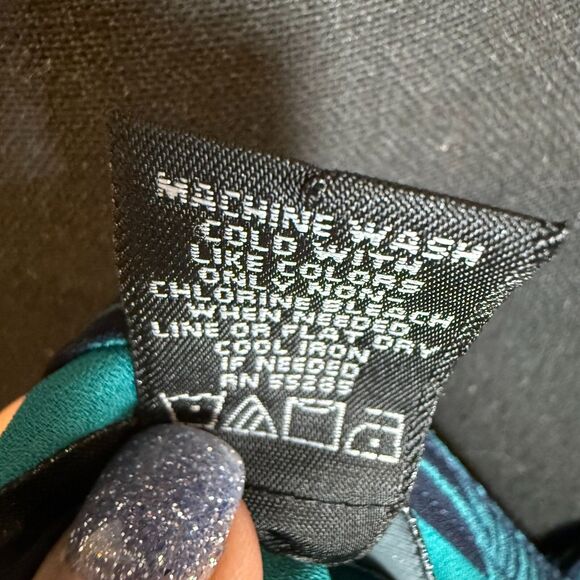 MACHINE WASH
COLD WITH
LIKE COLORS
ONLY NON-
CHLORINE BLEACH
WHEN NEEDED
LINE OR FLAT DRY
COOL IRON
IF NEEDED
RN 55285